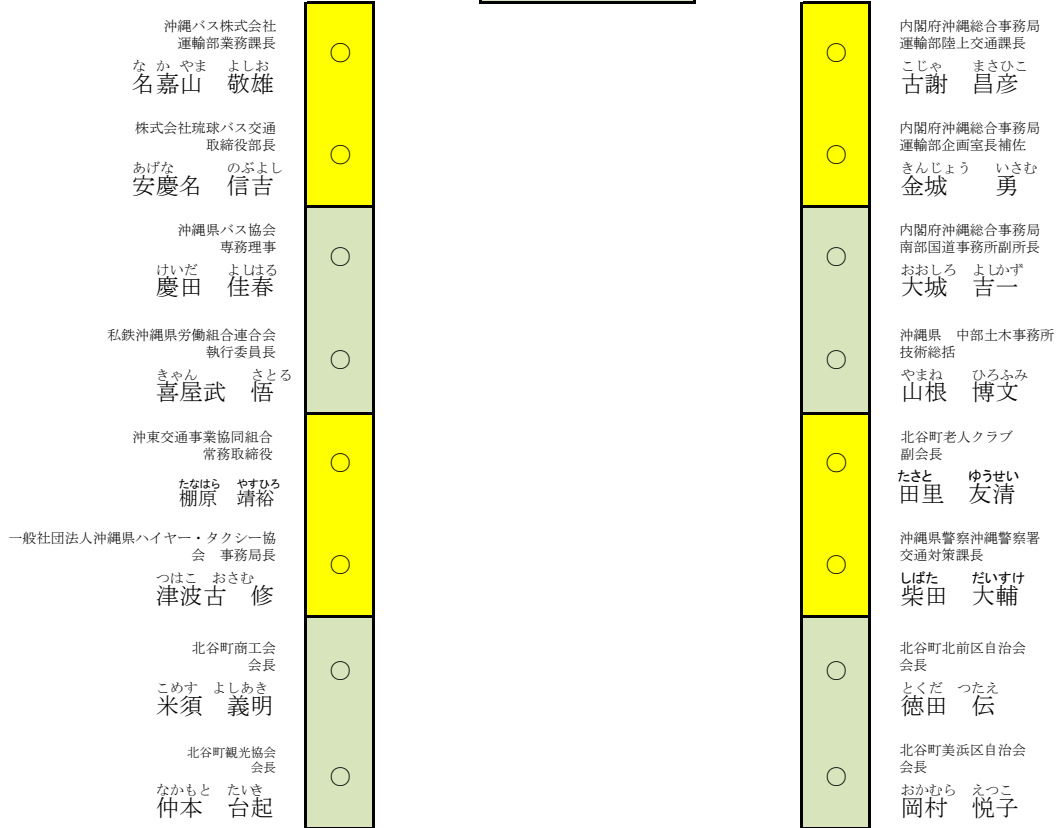 沖縄バス株式会社
運輸部業務課長
なかやま よしお
名嘉山 敬雄
○
株式会社琉球バス交通
取締役部長
あげな のぶよし
安慶名 信吉
○
沖縄県バス協会
専務理事
けいだ よしはる
慶田 佳春
○
私鉄沖縄県労働組合連合会
執行委員長
きゃん さとる
喜屋武 悟
○
沖東交通事業協同組合
常務取締役
たなはら やすひろ
棚原 靖裕
○
一般社団法人沖縄県ハイヤー・タクシー協
会 事務局長
つはこ おさむ
津波古 修
○
北谷町商工会
会長
こめす よしあき
米須 義明
○
北谷町観光協会
会長
なかもと たいき
仲本 台起
○
内閣府沖縄総合事務局
運輸部陸上交通課長
こじゃ まさひこ
古謝 昌彦
○
内閣府沖縄総合事務局
運輸部企画室長補佐
きんじょう いさむ
金城 勇
○
内閣府沖縄総合事務局
南部国道事務所副所長
おおしろ よしかず
大城 吉一
○
沖縄県 中部土木事務所
技術総括
やまね ひろふみ
山根 博文
○
北谷町老人クラブ
副会長
たさと ゆうせい
田里 友清
○
沖縄県警察沖縄警察署
交通対策課長
しばた だいすけ
柴田 大輔
○
北谷町北前区自治会
会長
とくだ つたえ
徳田 伝
○
北谷町美浜区自治会
会長
おかむら えつこ
岡村 悦子
○